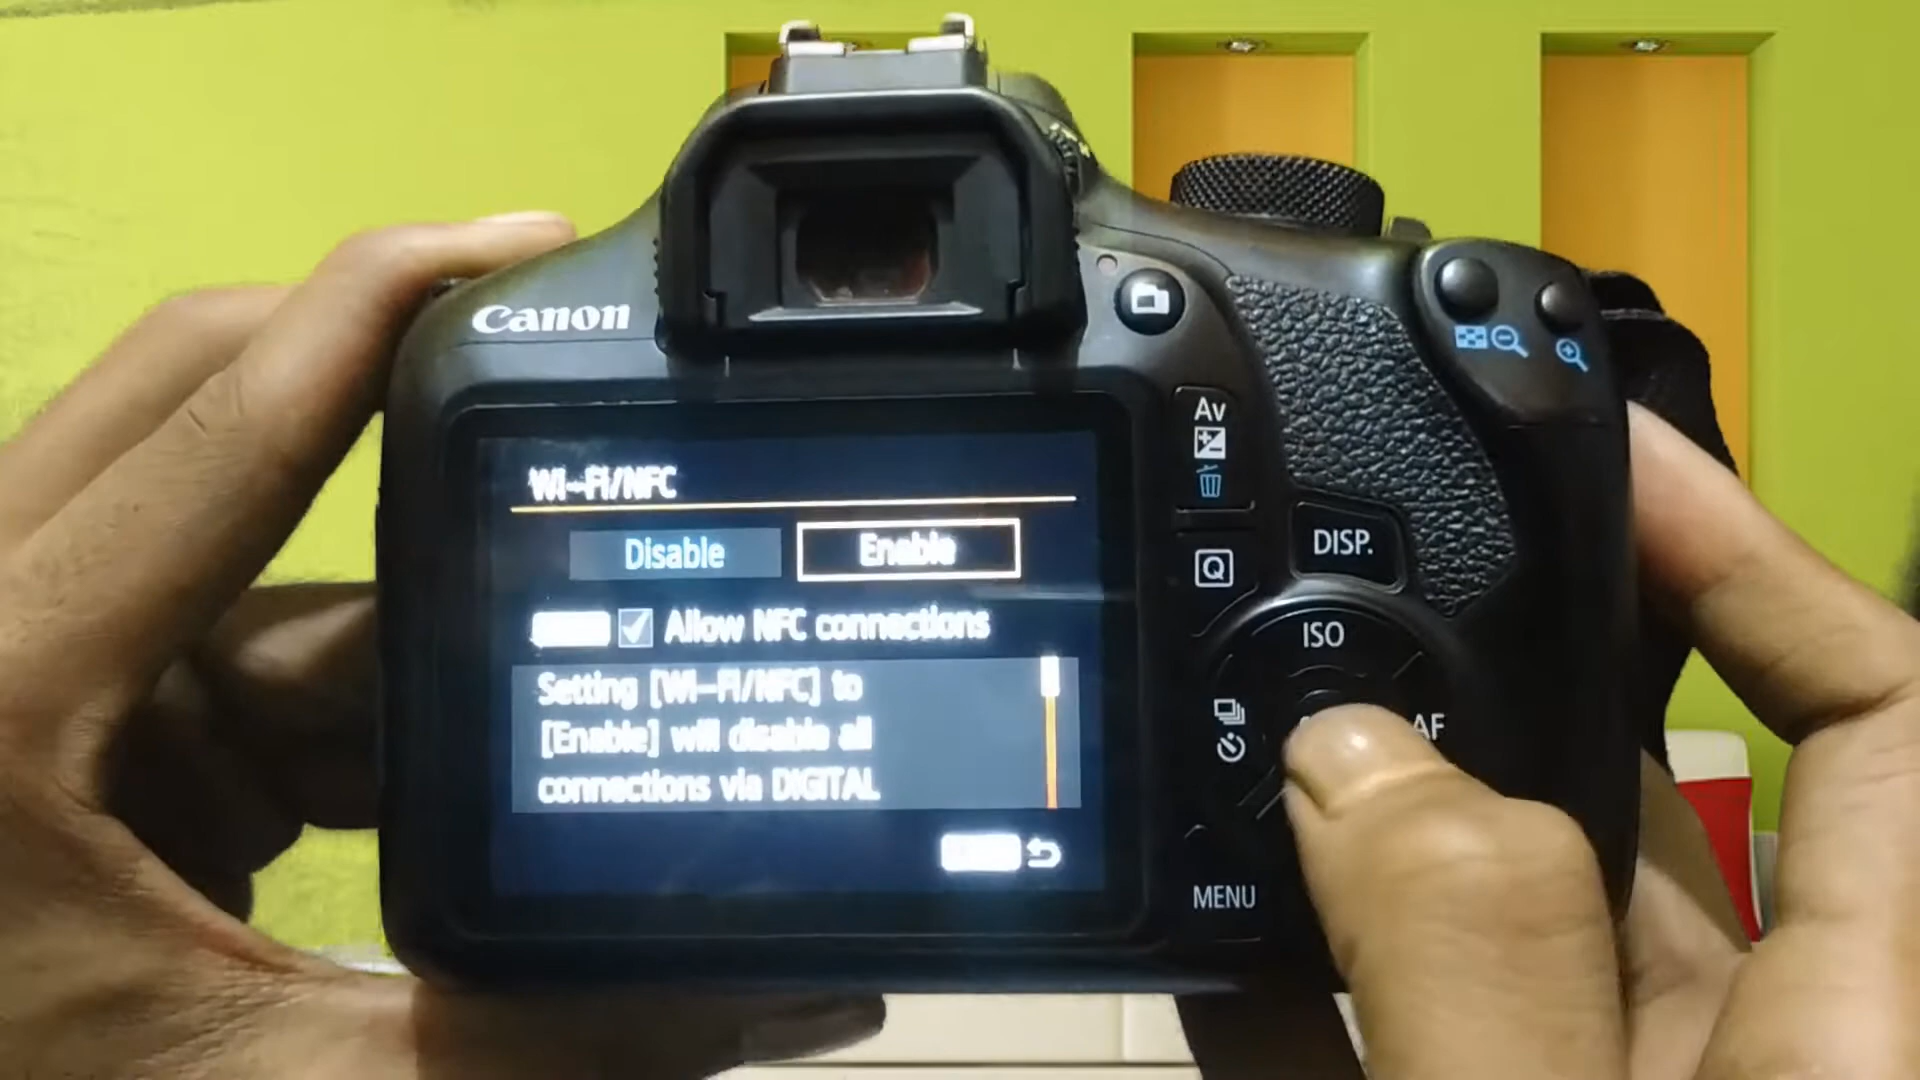 Canon
Wi-Fi/NFC
Disable
Enable
Allow NFC connections
Setting [Wi-Fi/NFC] to
[Enable] will disable all
connections via DIGITAL
Av
Q
DISP.
ISO
AF
MENU